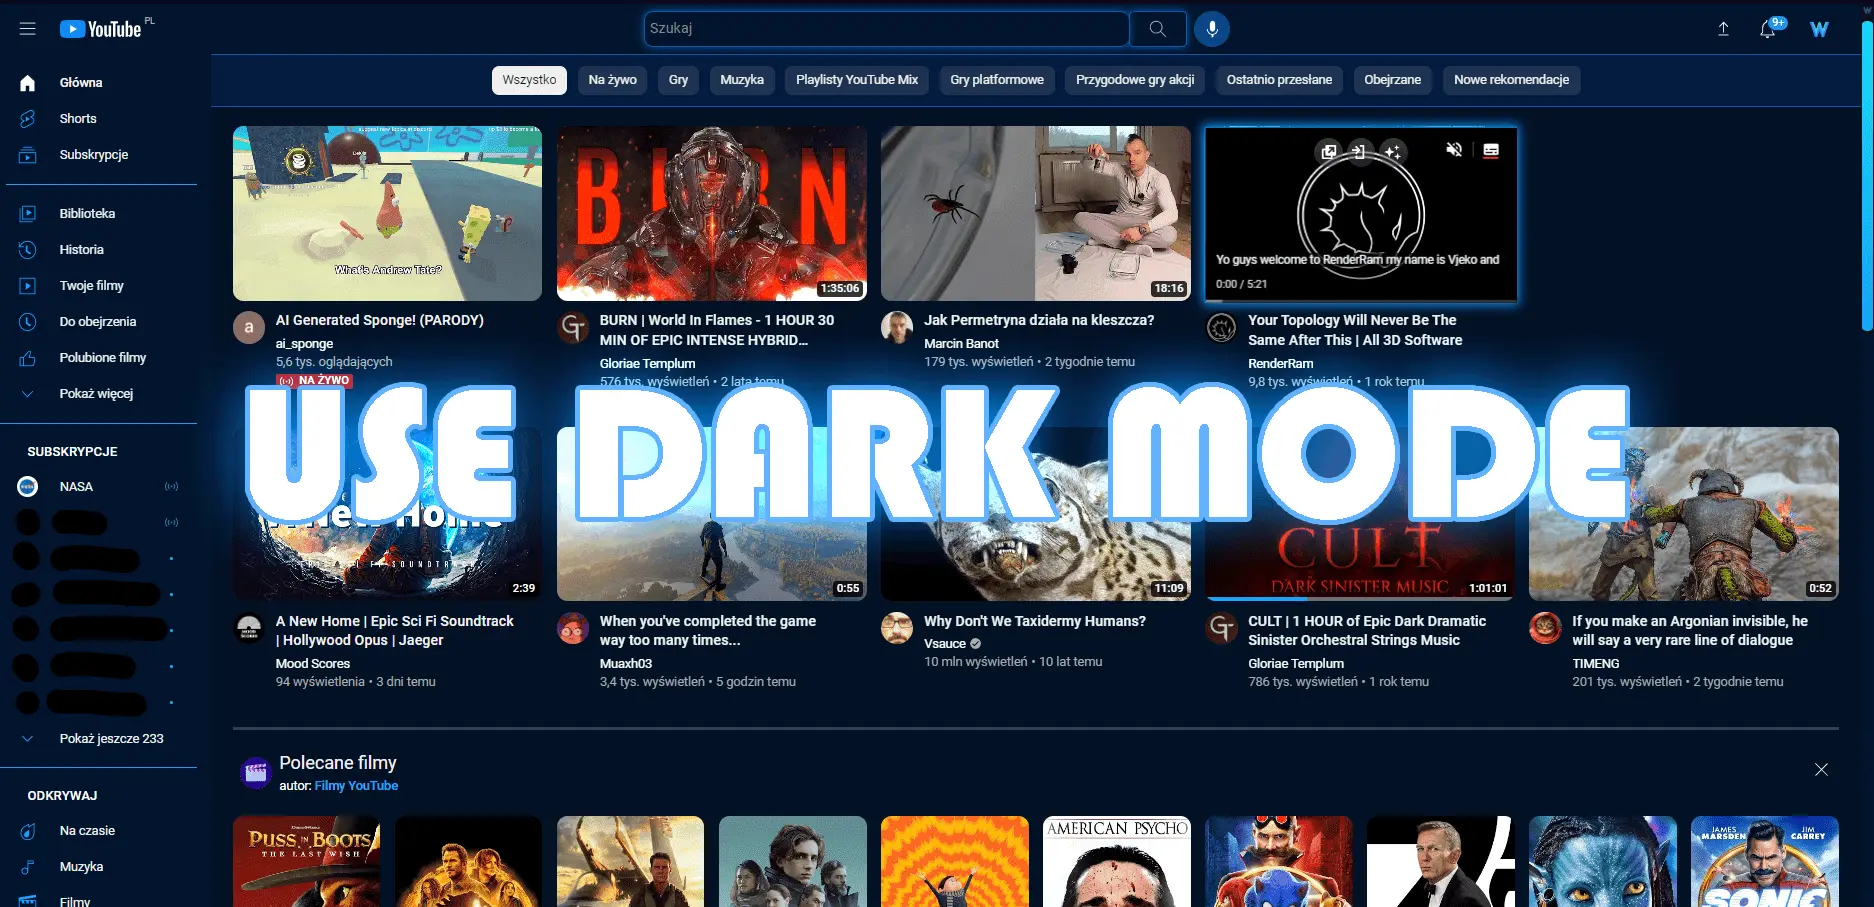 YouTube PL
Szukaj
9+
W
Główna
Shorts
Subskrypcje
Biblioteka
Historia
Twoje filmy
Do obejrzenia
Polubione filmy
Pokaż więcej
SUBSKRYPCJE
NASA
Pokaż jeszcze 233
ODKRYWAJ
Na czasie
Muzyka
Filmy
Wszystko
Na żywo
Gry
Muzyka
Playlisty YouTube Mix
Gry platformowe
Przygodowe gry akcji
Ostatnio przesłane
Obejrzane
Nowe rekomendacje
What's Andrew Tate?
a
AI Generated Sponge! (PARODY)
ai_sponge
5,6 tys. oglądających
NA ŻYWO
BURN
1:35:06
BURN | World In Flames - 1 HOUR 30
MIN OF EPIC INTENSE HYBRID...
Gloriae Templum
576 tys. wyświetleń • 2 lata temu
18:16
Jak Permetryna działa na kleszcza?
Marcin Banot
179 tys. wyświetleń • 2 tygodnie temu
Yo guys welcome to RenderRam my name is Vjeko and
0:00 / 5:21
Your Topology Will Never Be The
Same After This | All 3D Software
RenderRam
9,8 tys. wyświetleń • 1 rok temu
USE DARK MODE
A New Home
2:39
A New Home | Epic Sci Fi Soundtrack
| Hollywood Opus | Jaeger
Mood Scores
94 wyświetlenia • 3 dni temu
0:55
When you've completed the game
way too many times...
Muaxh03
3,4 tys. wyświetleń • 5 godzin temu
11:09
Why Don't We Taxidermy Humans?
Vsauce
10 mln wyświetleń • 10 lat temu
CULT
DARK SINISTER MUSIC
1:01:01
CULT | 1 HOUR of Epic Dark Dramatic
Sinister Orchestral Strings Music
Gloriae Templum
786 tys. wyświetleń • 1 rok temu
0:52
If you make an Argonian invisible, he
will say a very rare line of dialogue
TIMENG
201 tys. wyświetleń • 2 tygodnie temu
Polecane filmy
autor: Filmy YouTube
PUSS IN BOOTS
THE LAST WISH
AMERICAN PSYCHO
JAMES MARSDEN
JIM CARREY
SONIC